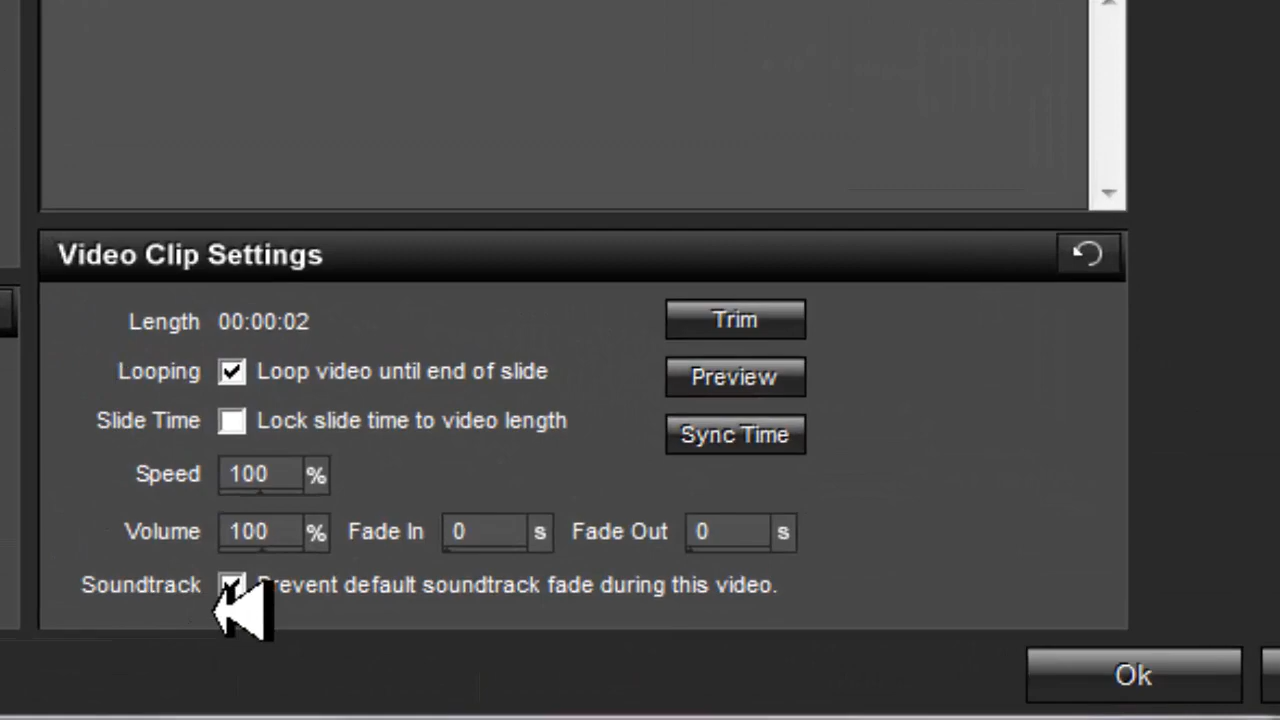 Video Clip Settings
Length 00:00:02 Trim
Looping Loop video until end of slide Preview
Slide Time Lock slide time to video length Sync Time
Speed 100 %
Volume 100 % Fade In 0 s Fade Out 0 s
Soundtrack Prevent default soundtrack fade during this video.
Ok